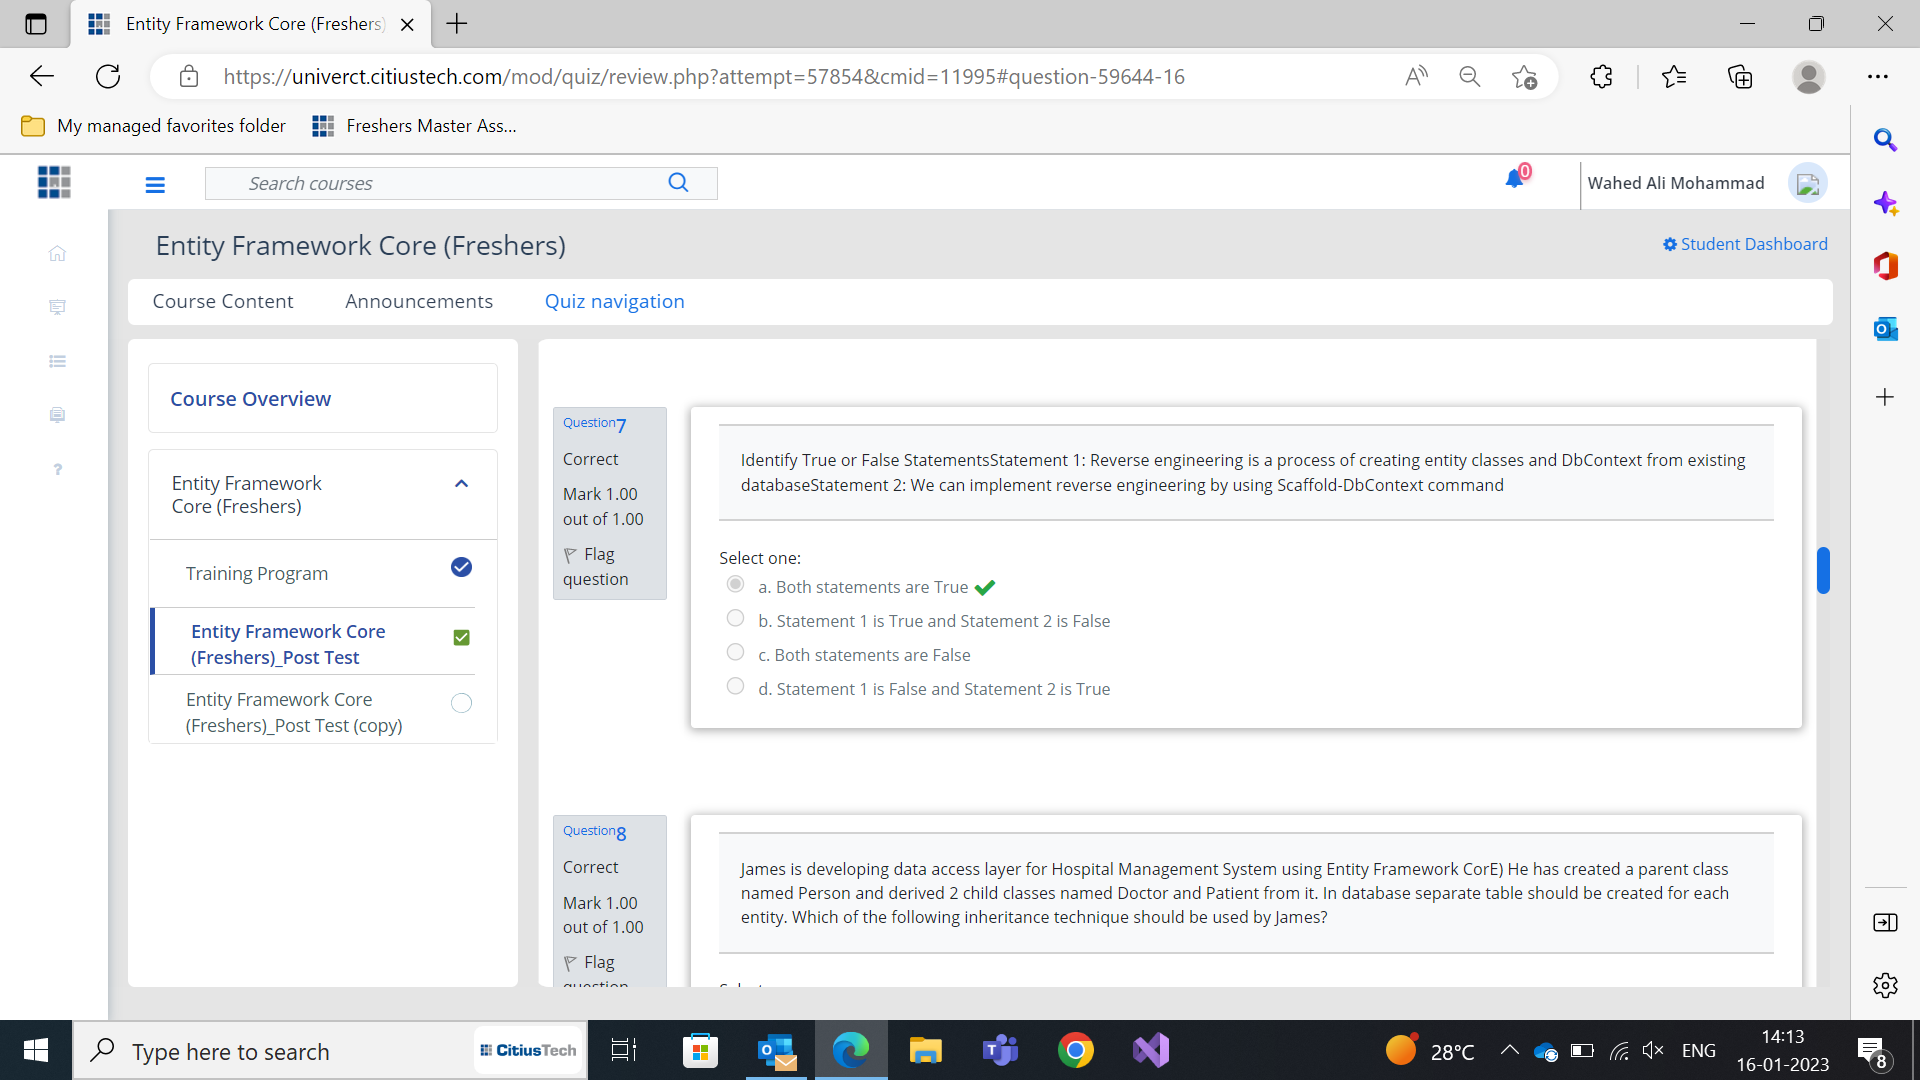 Entity Framework Core (Freshers)
https://univerct.citiustech.com/mod/quiz/review.php?attempt=57854&cmid=11995#question-59644-16
My managed favorites folder
Freshers Master Ass...
Search courses
0
Wahed Ali Mohammad
Entity Framework Core (Freshers)
Student Dashboard
Course Content
Announcements
Quiz navigation
Course Overview
Entity Framework
Core (Freshers)
Training Program
Entity Framework Core
(Freshers)_Post Test
Entity Framework Core
(Freshers)_Post Test (copy)
Question7
Correct
Mark 1.00
out of 1.00
Flag
question
Identify True or False StatementsStatement 1: Reverse engineering is a process of creating entity classes and DbContext from existing
databaseStatement 2: We can implement reverse engineering by using Scaffold-DbContext command
Select one:
a. Both statements are True
b. Statement 1 is True and Statement 2 is False
c. Both statements are False
d. Statement 1 is False and Statement 2 is True
Question8
Correct
Mark 1.00
out of 1.00
Flag
James is developing data access layer for Hospital Management System using Entity Framework CorE) He has created a parent class
named Person and derived 2 child classes named Doctor and Patient from it. In database separate table should be created for each
entity. Which of the following inheritance technique should be used by James?
Type here to search
CitiusTech
28°C
ENG
14:13
16-01-2023
8